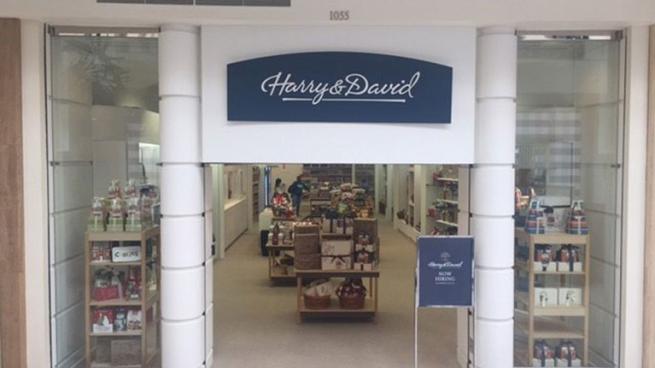 1055
Harry & David
Harry & David
NOW
HIRING